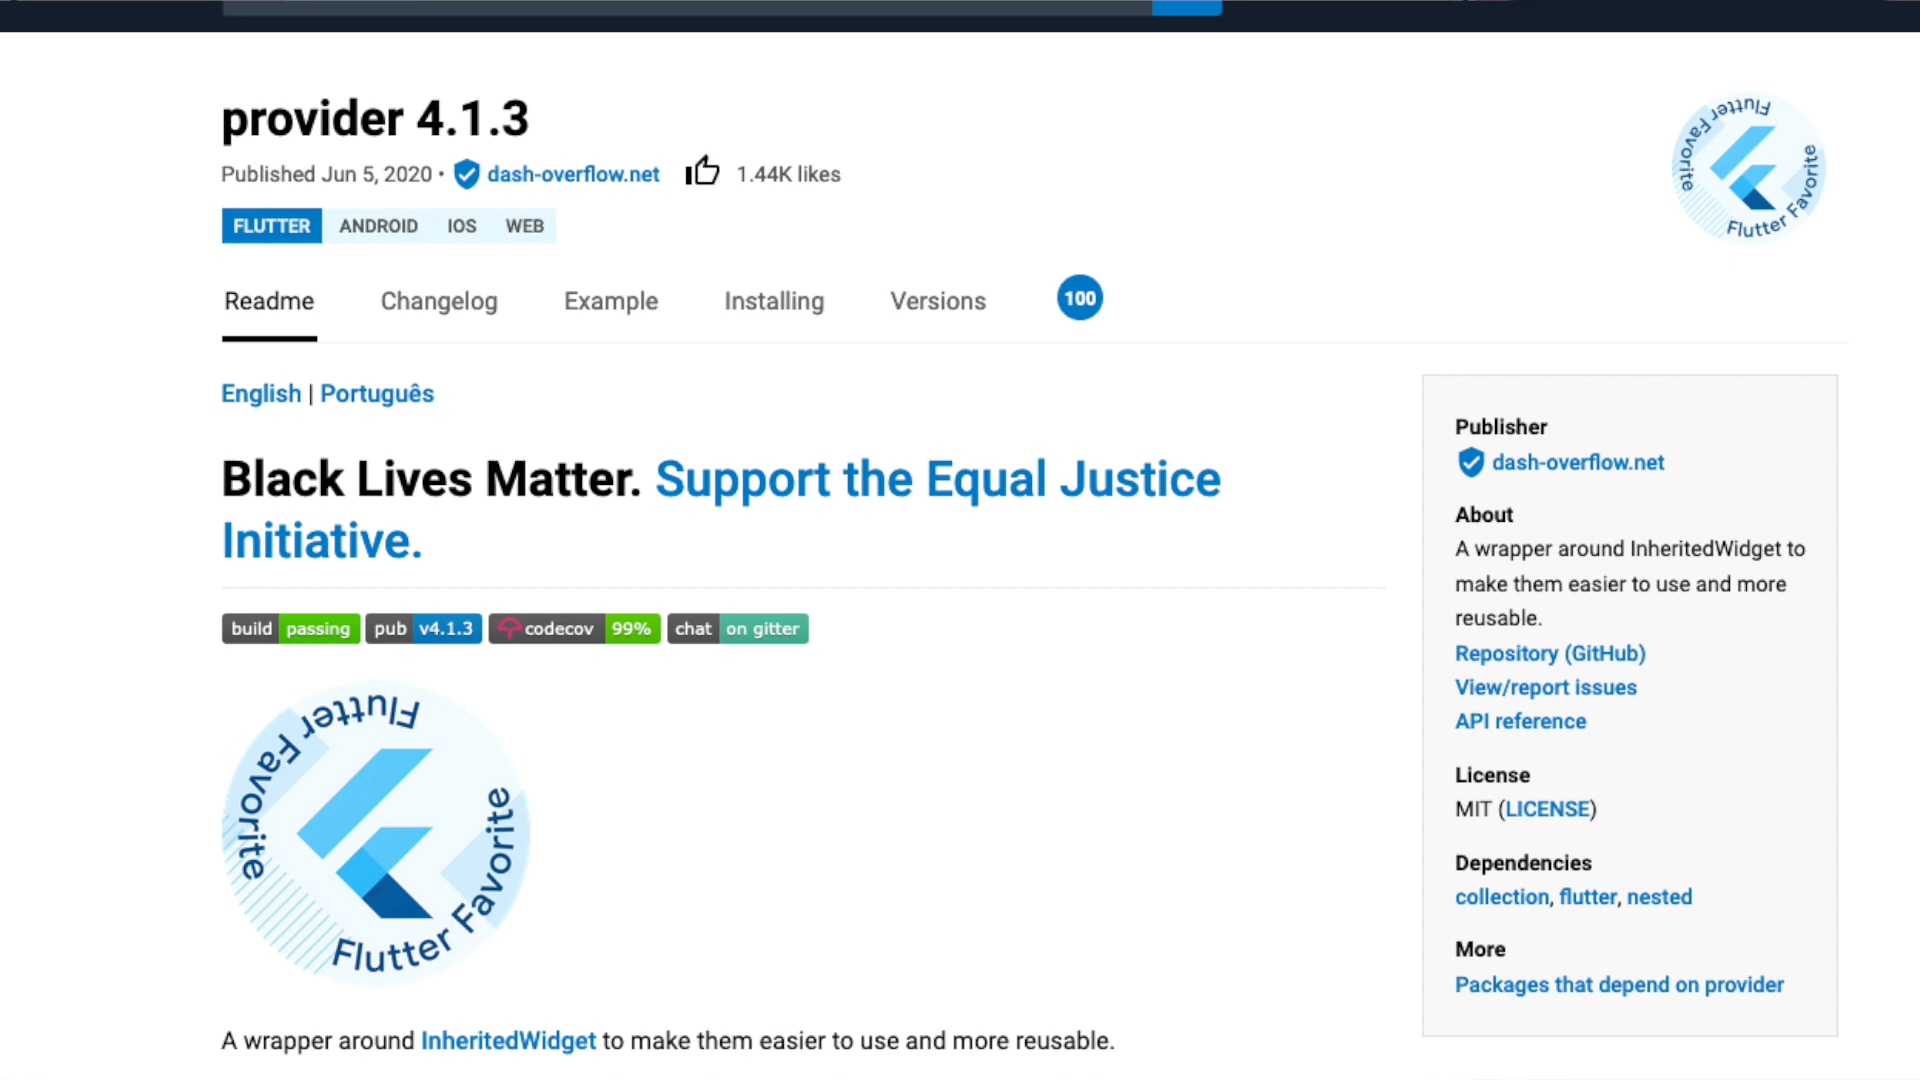 provider 4.1.3
Published Jun 5, 2020 • dash-overflow.net 1.44K likes
FLUTTER ANDROID IOS WEB
Flutter Favorite Flutter Favorite
Readme Changelog Example Installing Versions 100
English | Português
Black Lives Matter. Support the Equal Justice
Initiative.
build passing pub v4.1.3 codecov 99% chat on gitter
Flutter Favorite Flutter Favorite
A wrapper around InheritedWidget to make them easier to use and more reusable.
Publisher
dash-overflow.net
About
A wrapper around InheritedWidget to
make them easier to use and more
reusable.
Repository (GitHub)
View/report issues
API reference
License
MIT (LICENSE)
Dependencies
collection, flutter, nested
More
Packages that depend on provider